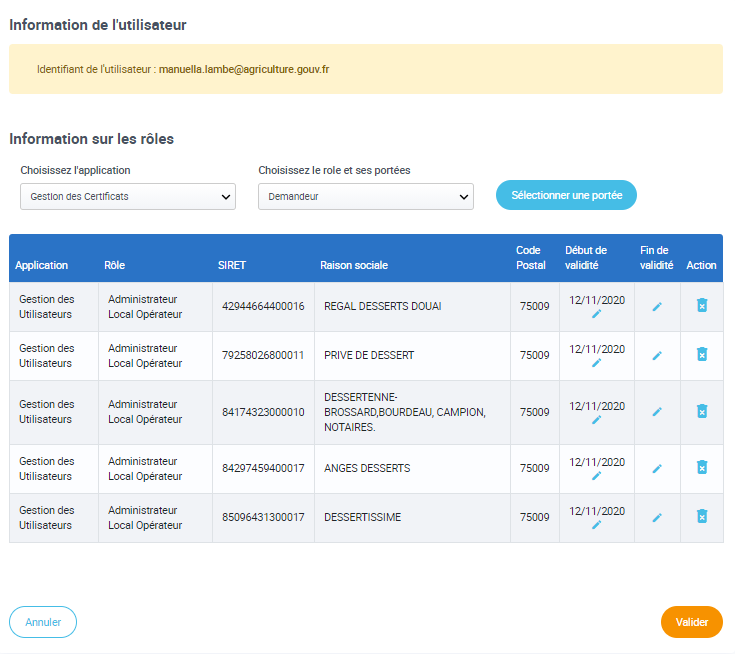 Information de l'utilisateur
Identifiant de l'utilisateur : manuella.lambe@agriculture.gouv.fr
Information sur les rôles
Choisissez l'application
Choisissez le role et ses portées
Gestion des Certificats
Demandeur
Sélectionner une portée
Application
Rôle
SIRET
Raison sociale
Code
Postal
Début de
validité
Fin de
validité
Action
Gestion des
Utilisateurs
Administrateur
Local Opérateur
42944664400016
REGAL DESSERTS DOUAI
75009
12/11/2020
Gestion des
Utilisateurs
Administrateur
Local Opérateur
79258026800011
PRIVE DE DESSERT
75009
12/11/2020
Gestion des
Utilisateurs
Administrateur
Local Opérateur
84174323000010
DESSERTENNE-
BROSSARD,BOURDEAU, CAMPION,
NOTAIRES.
75009
12/11/2020
Gestion des
Utilisateurs
Administrateur
Local Opérateur
84297459400017
ANGES DESSERTS
75009
12/11/2020
Gestion des
Utilisateurs
Administrateur
Local Opérateur
85096431300017
DESSERTISSIME
75009
12/11/2020
Annuler
Valider